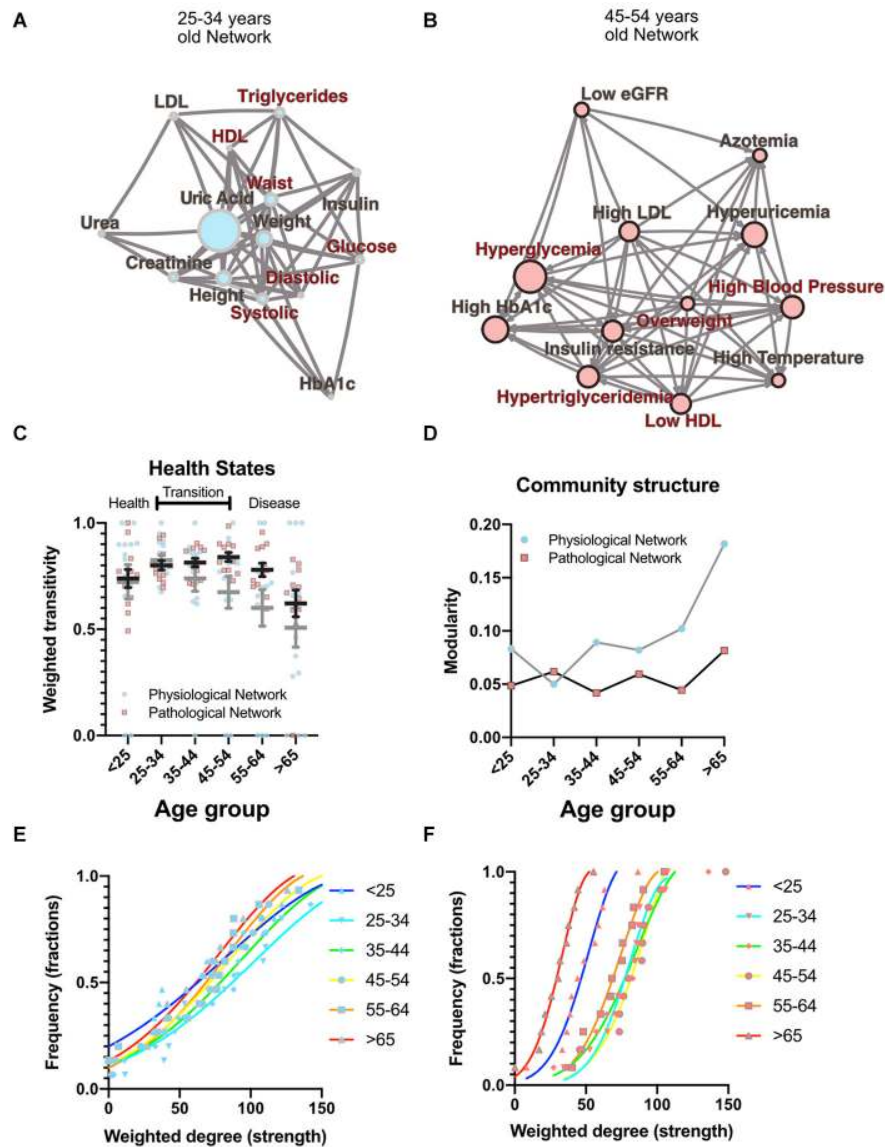 A
25-34 years
old Network
B
45-54 years
old Network
LDL
Triglycerides
HDL
Waist
Uric Acid
Insulin
Urea
Weight
Glucose
Creatinine
Diastolic
Height
Systolic
HbA1c
Low eGFR
Azotemia
High LDL
Hyperuricemia
Hyperglycemia
High Blood Pressure
High HbA1c
Overweight
Insulin resistance
High Temperature
Hypertriglyceridemia
Low HDL
C
Health States
Health
Transition
Disease
1.0
0.5
0.0
Weighted transitivity
Physiological Network
Pathological Network
<25
25-34
35-44
45-54
55-64
>65
Age group
D
Community structure
0.20
0.15
0.10
0.05
0.00
Modularity
Physiological Network
Pathological Network
<25
25-34
35-44
45-54
55-64
>65
Age group
E
1.0
0.5
0.0
Frequency (fractions)
0 50 100 150
Weighted degree (strength)
<25
25-34
35-44
45-54
55-64
>65
F
1.0
0.5
0.0
Frequency (fractions)
0 50 100 150
Weighted degree (strength)
<25
25-34
35-44
45-54
55-64
>65